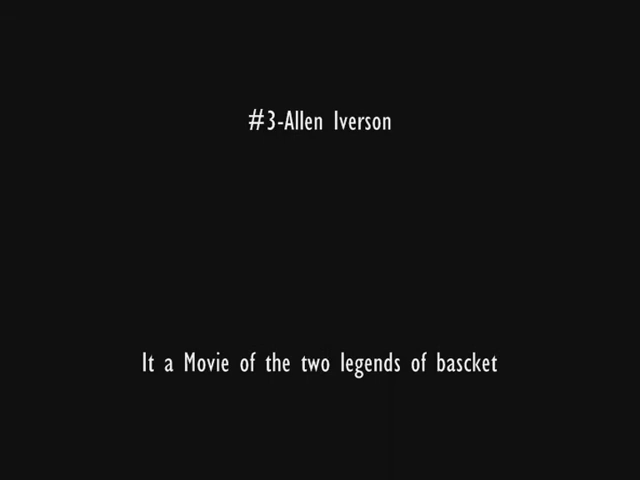 #3-Allen Iverson
It a Movie of the two legends of bascket